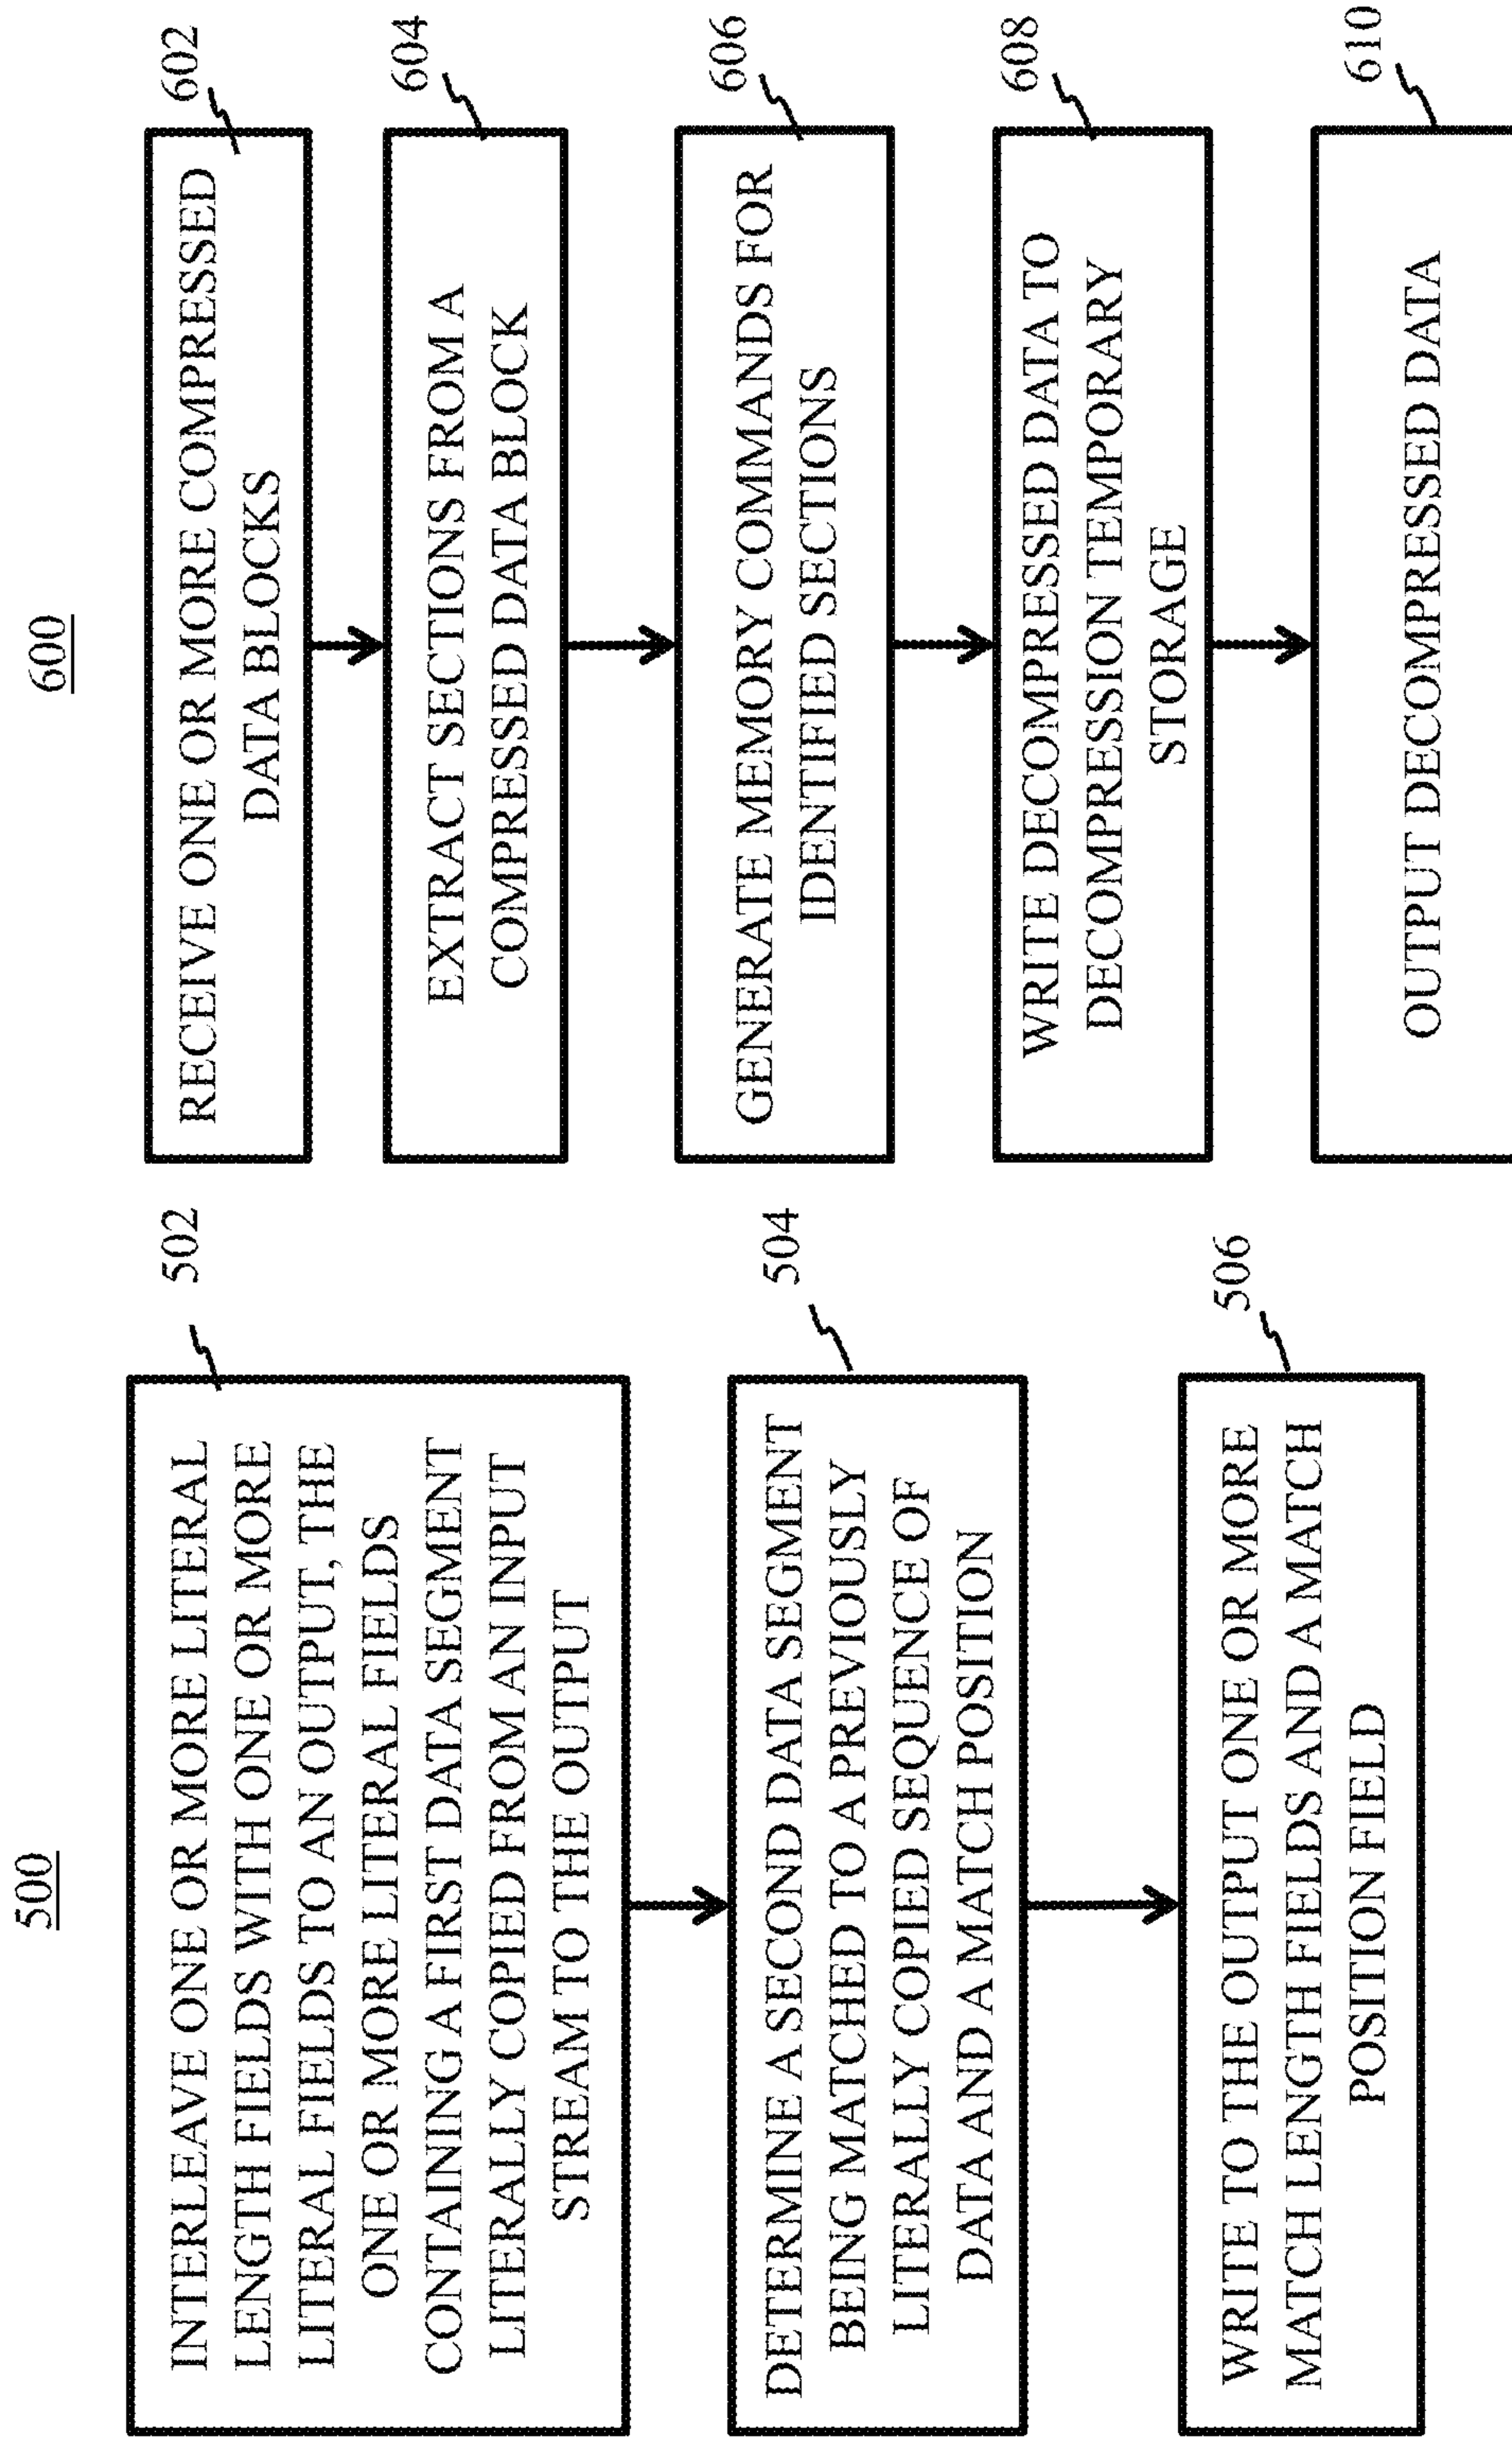 500
502
INTERLEAVE ONE OR MORE LITERAL
LENGTH FIELDS WITH ONE OR MORE
LITERAL FIELDS TO AN OUTPUT, THE
ONE OR MORE LITERAL FIELDS
CONTAINING A FIRST DATA SEGMENT
LITERALLY COPIED FROM AN INPUT
STREAM TO THE OUTPUT
504
DETERMINE A SECOND DATA SEGMENT
BEING MATCHED TO A PREVIOUSLY
LITERALLY COPIED SEQUENCE OF
DATA AND A MATCH POSITION
506
WRITE TO THE OUTPUT ONE OR MORE
MATCH LENGTH FIELDS AND A MATCH
POSITION FIELD
600
602
RECEIVE ONE OR MORE COMPRESSED
DATA BLOCKS
604
EXTRACT SECTIONS FROM A
COMPRESSED DATA BLOCK
606
GENERATE MEMORY COMMANDS FOR
IDENTIFIED SECTIONS
608
WRITE DECOMPRESSED DATA TO
DECOMPRESSION TEMPORARY
STORAGE
610
OUTPUT DECOMPRESSED DATA